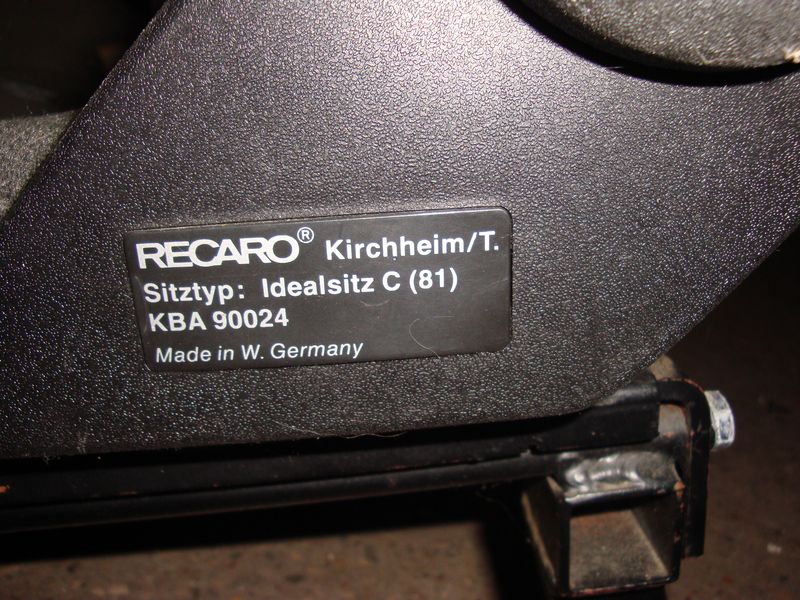 RECARO® Kirchheim/T.
Sitztyp: Idealsitz C (81)
KBA 90024
Made in W. Germany